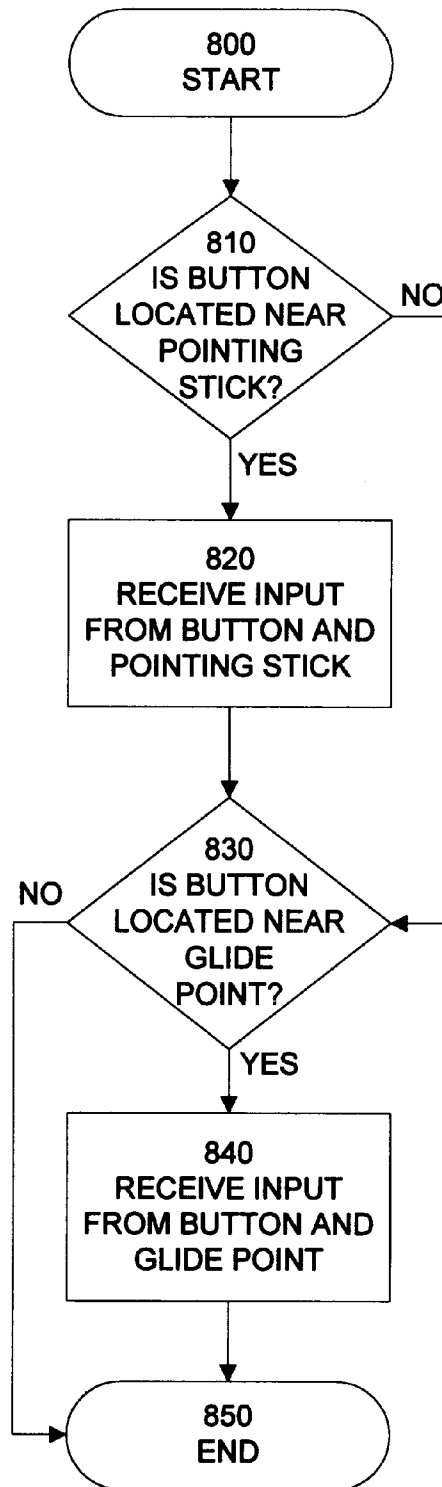 800
START
810
IS BUTTON
LOCATED NEAR
POINTING
STICK?
NO
YES
820
RECEIVE INPUT
FROM BUTTON AND
POINTING STICK
830
IS BUTTON
LOCATED NEAR
GLIDE
POINT?
NO
YES
840
RECEIVE INPUT
FROM BUTTON AND
GLIDE POINT
850
END